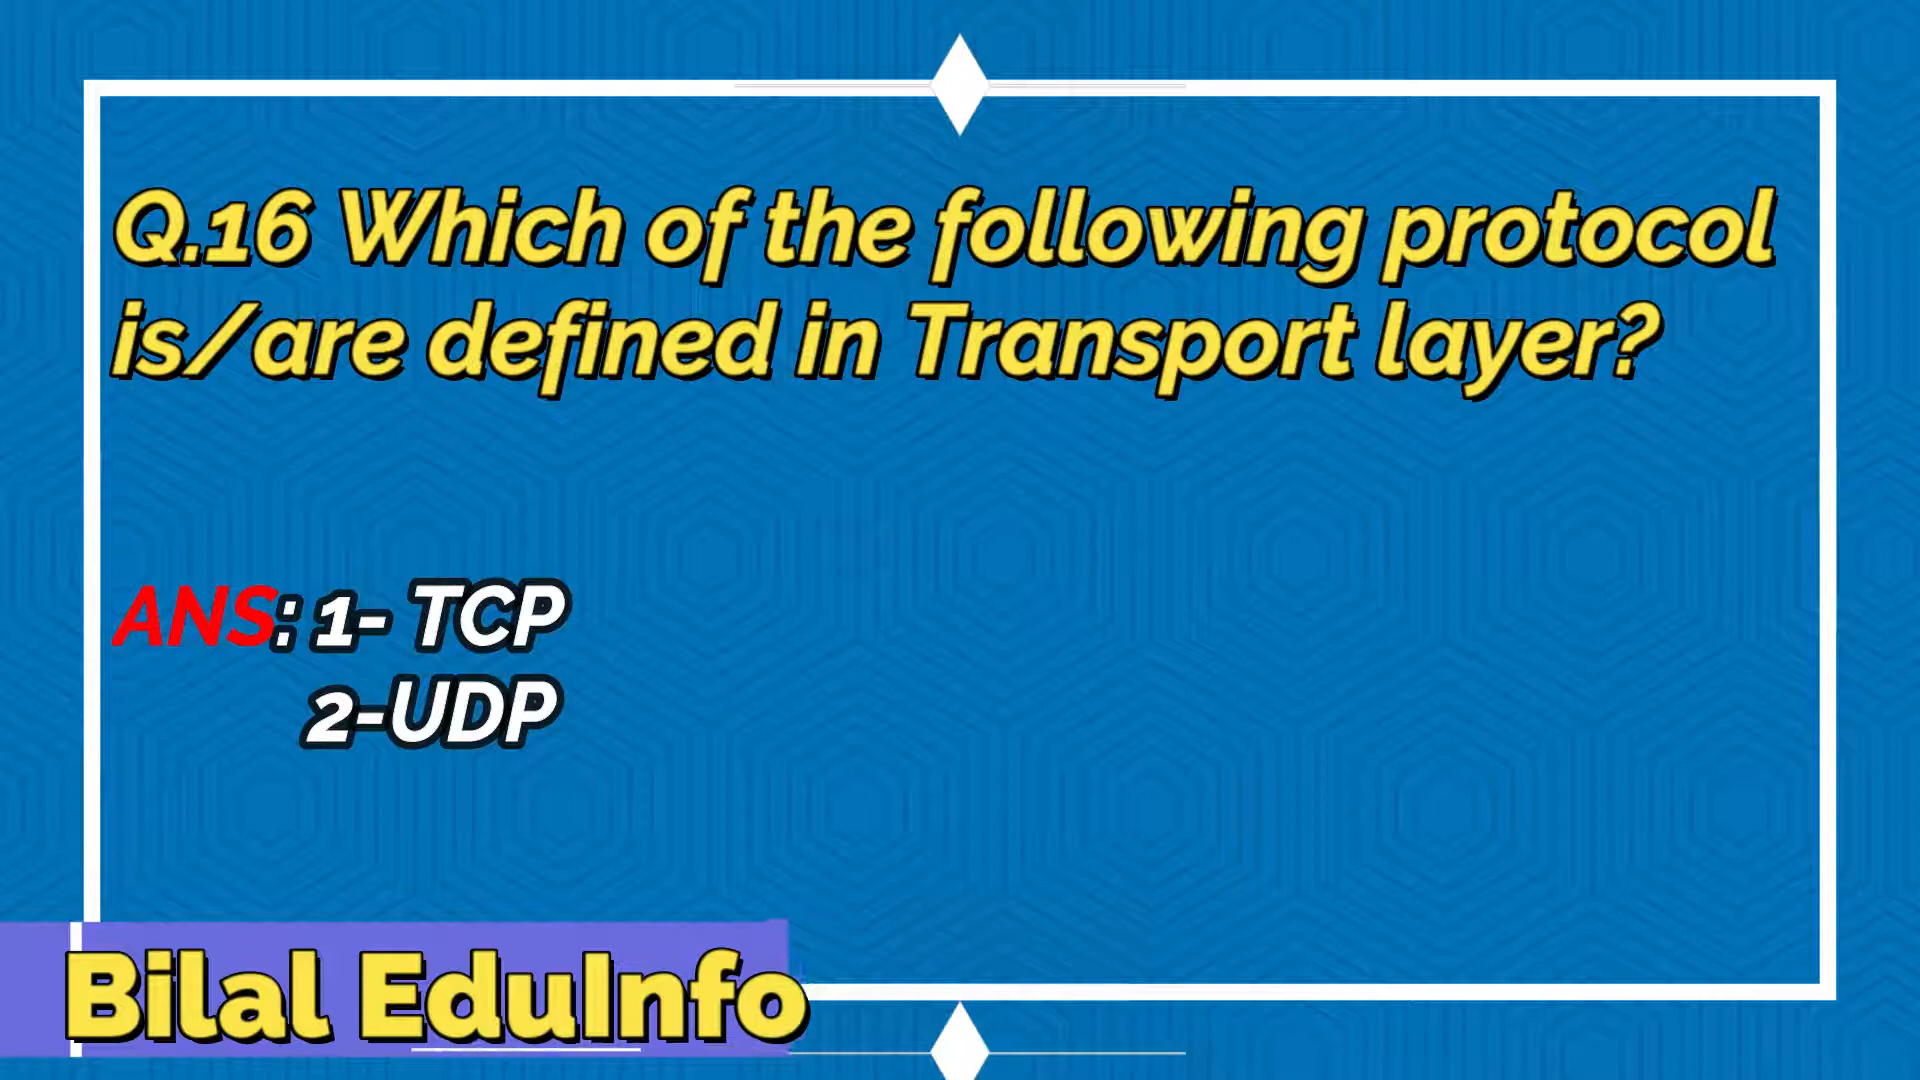 Q.16 Which of the following protocol
is/are defined in Transport layer?
ANS: 1- TCP
2-UDP
Bilal EduInfo